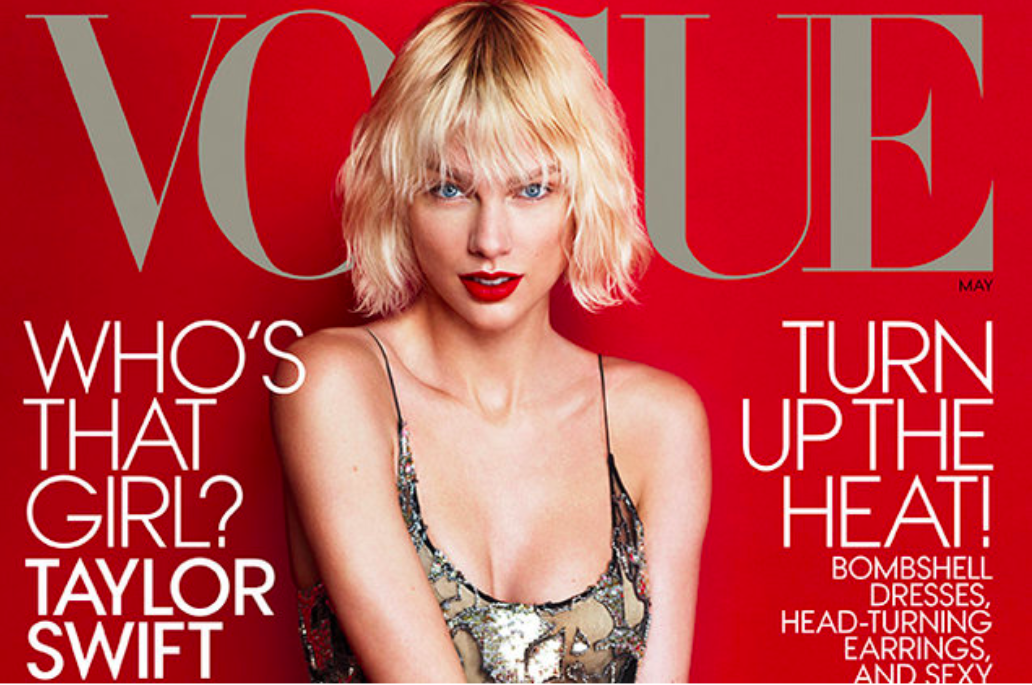 VOGUE
MAY
WHO'S
THAT
GIRL?
TAYLOR
SWIFT
TURN
UP THE
HEAT!
BOMBSHELL
DRESSES,
HEAD-TURNING
EARRINGS,
AND SEXY